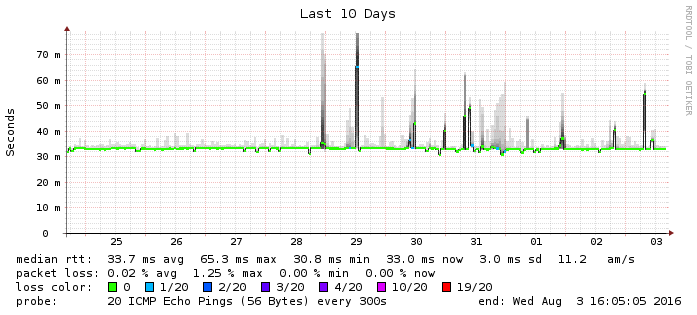 Last 10 Days
RRDTOOL / TOBI OETIKER
Seconds
70 m
60 m
50 m
40 m
30 m
20 m
10 m
0
25 26 27 28 29 30 31 01 02 03
median rtt: 33.7 ms avg 65.3 ms max 30.8 ms min 33.0 ms now 3.0 ms sd 11.2 am/s
packet loss: 0.02 % avg 1.25 % max 0.00 % min 0.00 % now
loss color: 0 1/20 2/20 3/20 4/20 10/20 19/20
probe: 20 ICMP Echo Pings (56 Bytes) every 300s end: Wed Aug 3 16:05:05 2016